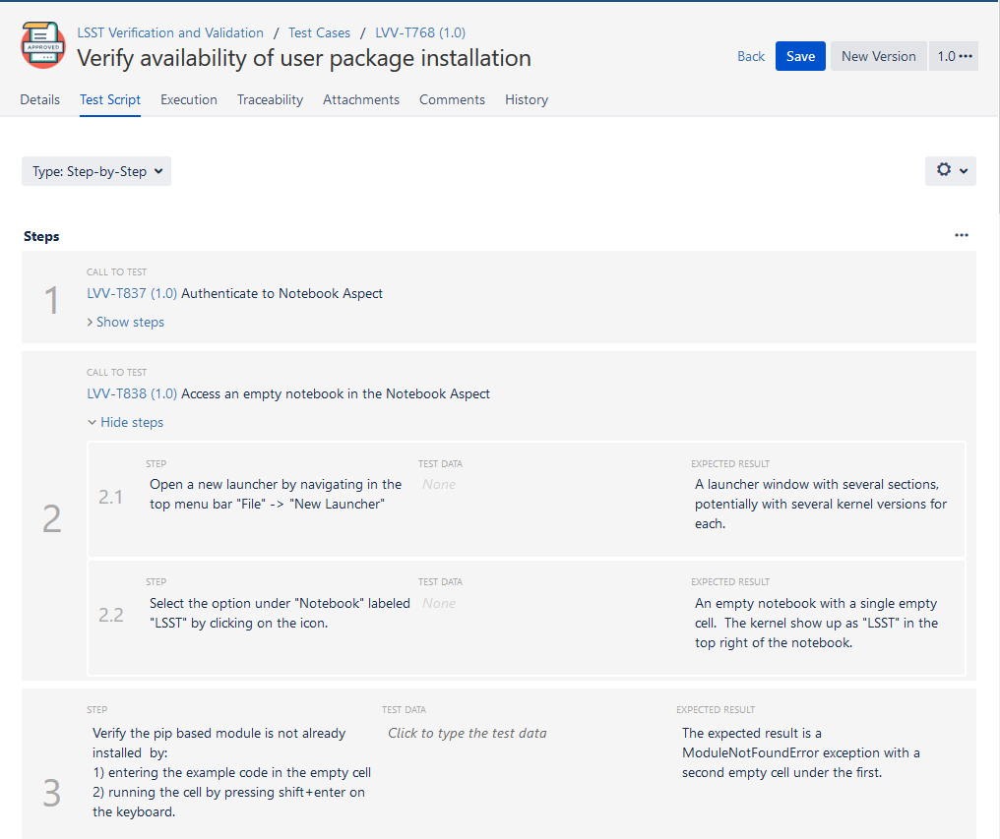 APPROVED
LSST Verification and Validation / Test Cases / LVV-T768 (1.0)
Verify availability of user package installation
Back Save New Version 1.0 •••
Details Test Script Execution Traceability Attachments Comments History
Type: Step-by-Step
Steps
•••
1
CALL TO TEST
LVV-T837 (1.0) Authenticate to Notebook Aspect
Show steps
2
CALL TO TEST
LVV-T838 (1.0) Access an empty notebook in the Notebook Aspect
Hide steps
2.1
STEP
Open a new launcher by navigating in the
top menu bar "File" -> "New Launcher"
TEST DATA
None
EXPECTED RESULT
A launcher window with several sections,
potentially with several kernel versions for
each.
2.2
STEP
Select the option under "Notebook" labeled
"LSST" by clicking on the icon.
TEST DATA
None
EXPECTED RESULT
An empty notebook with a single empty
cell.  The kernel show up as "LSST" in the
top right of the notebook.
3
STEP
Verify the pip based module is not already
installed  by:
1) entering the example code in the empty cell
2) running the cell by pressing shift+enter on
the keyboard.
TEST DATA
Click to type the test data
EXPECTED RESULT
The expected result is a
ModuleNotFoundError exception with a
second empty cell under the first.